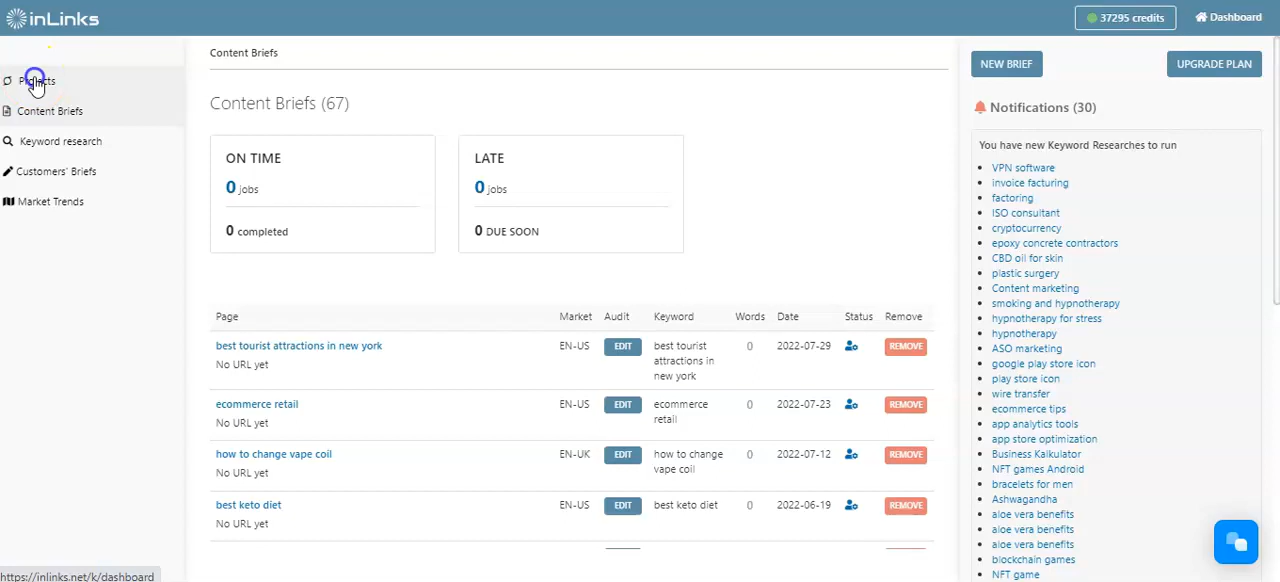 inLinks
37295 credits
Dashboard
Projects
Content Briefs
Keyword research
Customers' Briefs
Market Trends
Content Briefs
Content Briefs (67)
ON TIME
0 jobs
0 completed
LATE
0 jobs
0 DUE SOON
Page Market Audit Keyword Words Date Status Remove
best tourist attractions in new york EN-US EDIT best tourist 0 2022-07-29 REMOVE
No URL yet attractions in
new york
ecommerce retail EN-US EDIT ecommerce 0 2022-07-23 REMOVE
No URL yet retail
how to change vape coil EN-UK EDIT how to change 0 2022-07-12 REMOVE
No URL yet vape coil
best keto diet EN-US EDIT best keto diet 0 2022-06-19 REMOVE
No URL yet
NEW BRIEF
UPGRADE PLAN
Notifications (30)
You have new Keyword Researches to run
VPN software
invoice facturing
factoring
ISO consultant
cryptocurrency
epoxy concrete contractors
CBD oil for skin
plastic surgery
Content marketing
smoking and hypnotherapy
hypnotherapy for stress
hypnotherapy
ASO marketing
google play store icon
play store icon
wire transfer
ecommerce tips
app analytics tools
app store optimization
Business Kalkulator
NFT games Android
bracelets for men
Ashwagandha
aloe vera benefits
aloe vera benefits
aloe vera benefits
blockchain games
NFT game
https://inlinks.net/k/dashboard